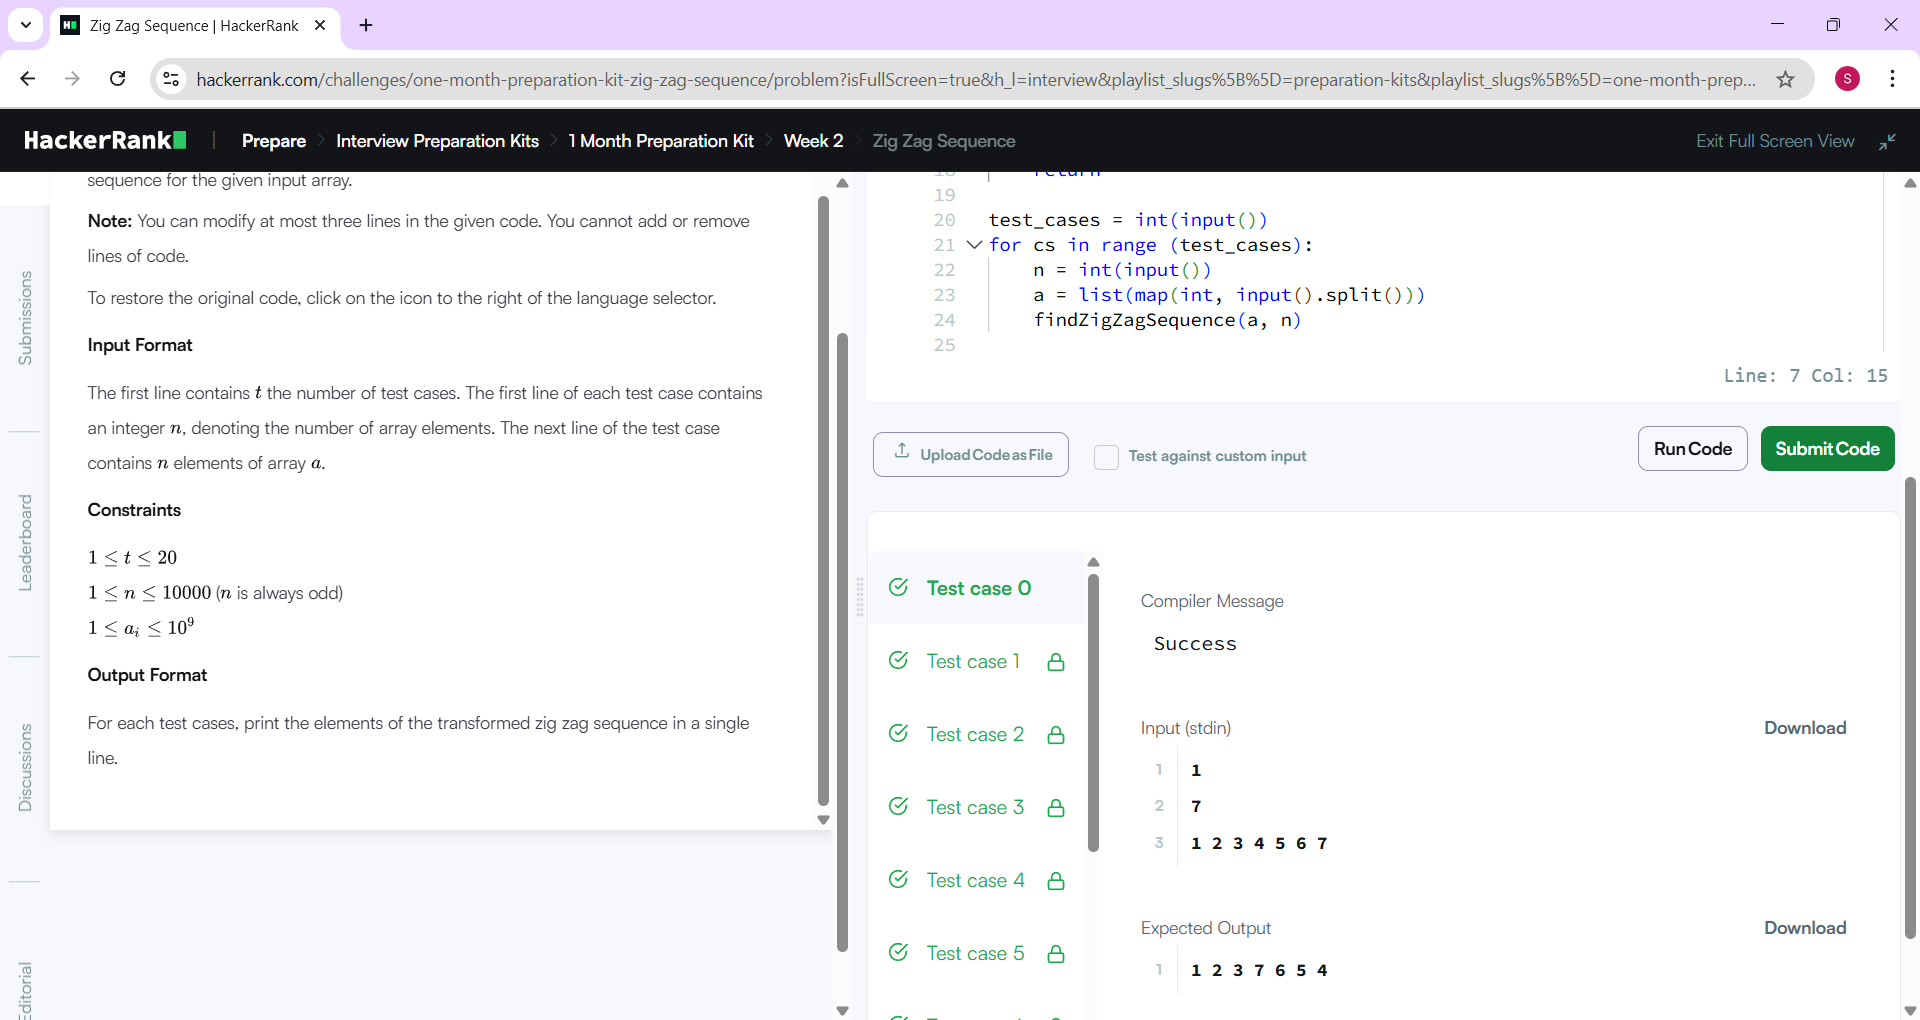 Zig Zag Sequence | HackerRank
hackerrank.com/challenges/one-month-preparation-kit-zig-zag-sequence/problem?isFullScreen=true&h_l=interview&playlist_slugs%5B%5D=preparation-kits&playlist_slugs%5B%5D=one-month-prep...
S
HackerRank
Prepare
Interview Preparation Kits
1 Month Preparation Kit
Week 2
Zig Zag Sequence
Exit Full Screen View
Submissions
Leaderboard
Discussions
Editorial
sequence for the given input array.
Note: You can modify at most three lines in the given code. You cannot add or remove
lines of code.
To restore the original code, click on the icon to the right of the language selector.
Input Format
The first line contains t the number of test cases. The first line of each test case contains
an integer n, denoting the number of array elements. The next line of the test case
contains n elements of array a.
Constraints
1 ≤ t ≤ 20
1 ≤ n ≤ 10000 (n is always odd)
1 ≤ aᵢ ≤ 10⁹
Output Format
For each test cases, print the elements of the transformed zig zag sequence in a single
line.
18 return
19
20 test_cases = int(input())
21 for cs in range (test_cases):
22 n = int(input())
23 a = list(map(int, input().split()))
24 findZigZagSequence(a, n)
25
Line: 7 Col: 15
Upload Code as File
Test against custom input
Run Code
Submit Code
Test case 0
Test case 1
Test case 2
Test case 3
Test case 4
Test case 5
Compiler Message
Success
Input (stdin)
Download
1 1
2 7
3 1 2 3 4 5 6 7
Expected Output
Download
1 1 2 3 7 6 5 4